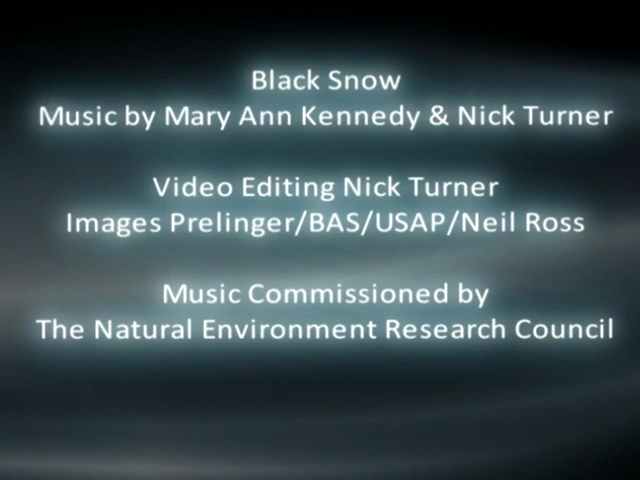 Black Snow
Music by Mary Ann Kennedy & Nick Turner
Video Editing Nick Turner
Images Prelinger/BAS/USAP/Neil Ross
Music Commissioned by
The Natural Environment Research Council